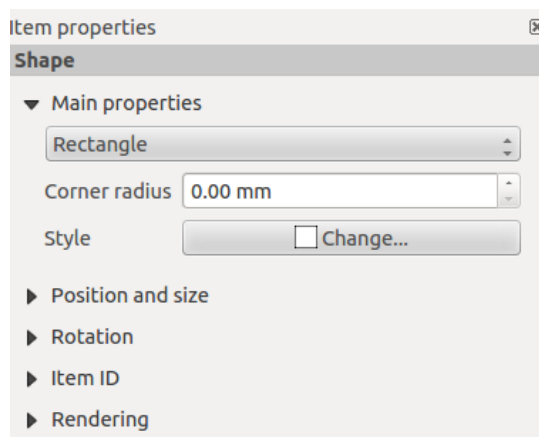 Item properties
Shape
Main properties
Rectangle
Corner radius 0.00 mm
Style Change...
Position and size
Rotation
Item ID
Rendering